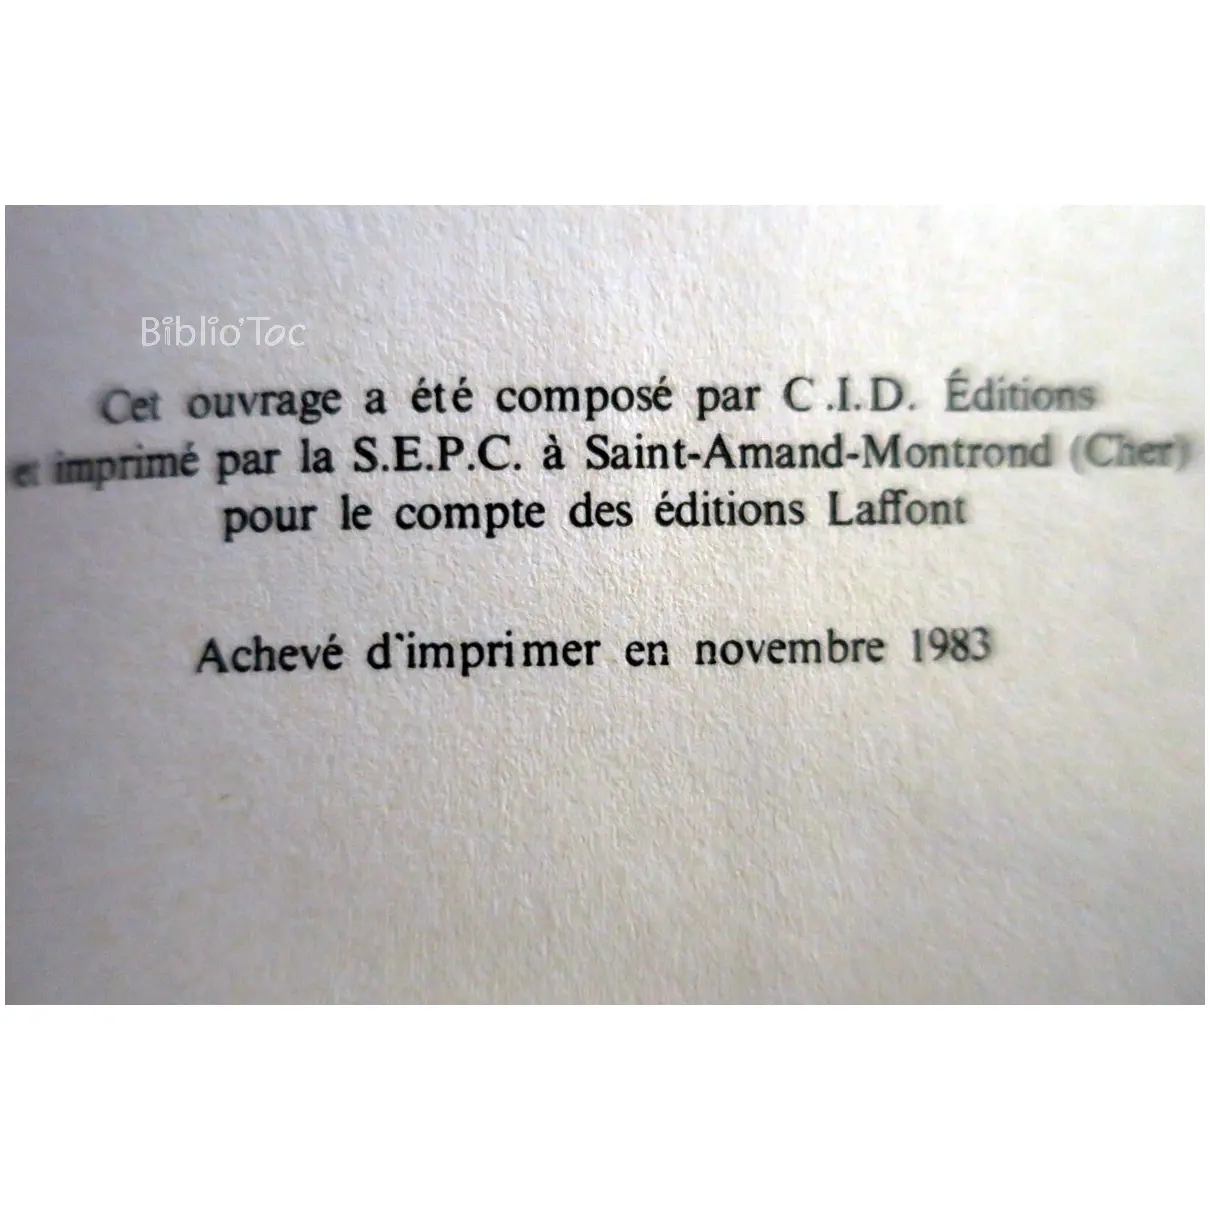 Biblio'Toc
Cet ouvrage a été composé par C.I.D. Éditions
et imprimé par la S.E.P.C. à Saint-Amand-Montrond (Cher)
pour le compte des éditions Laffont
Achevé d'imprimer en novembre 1983